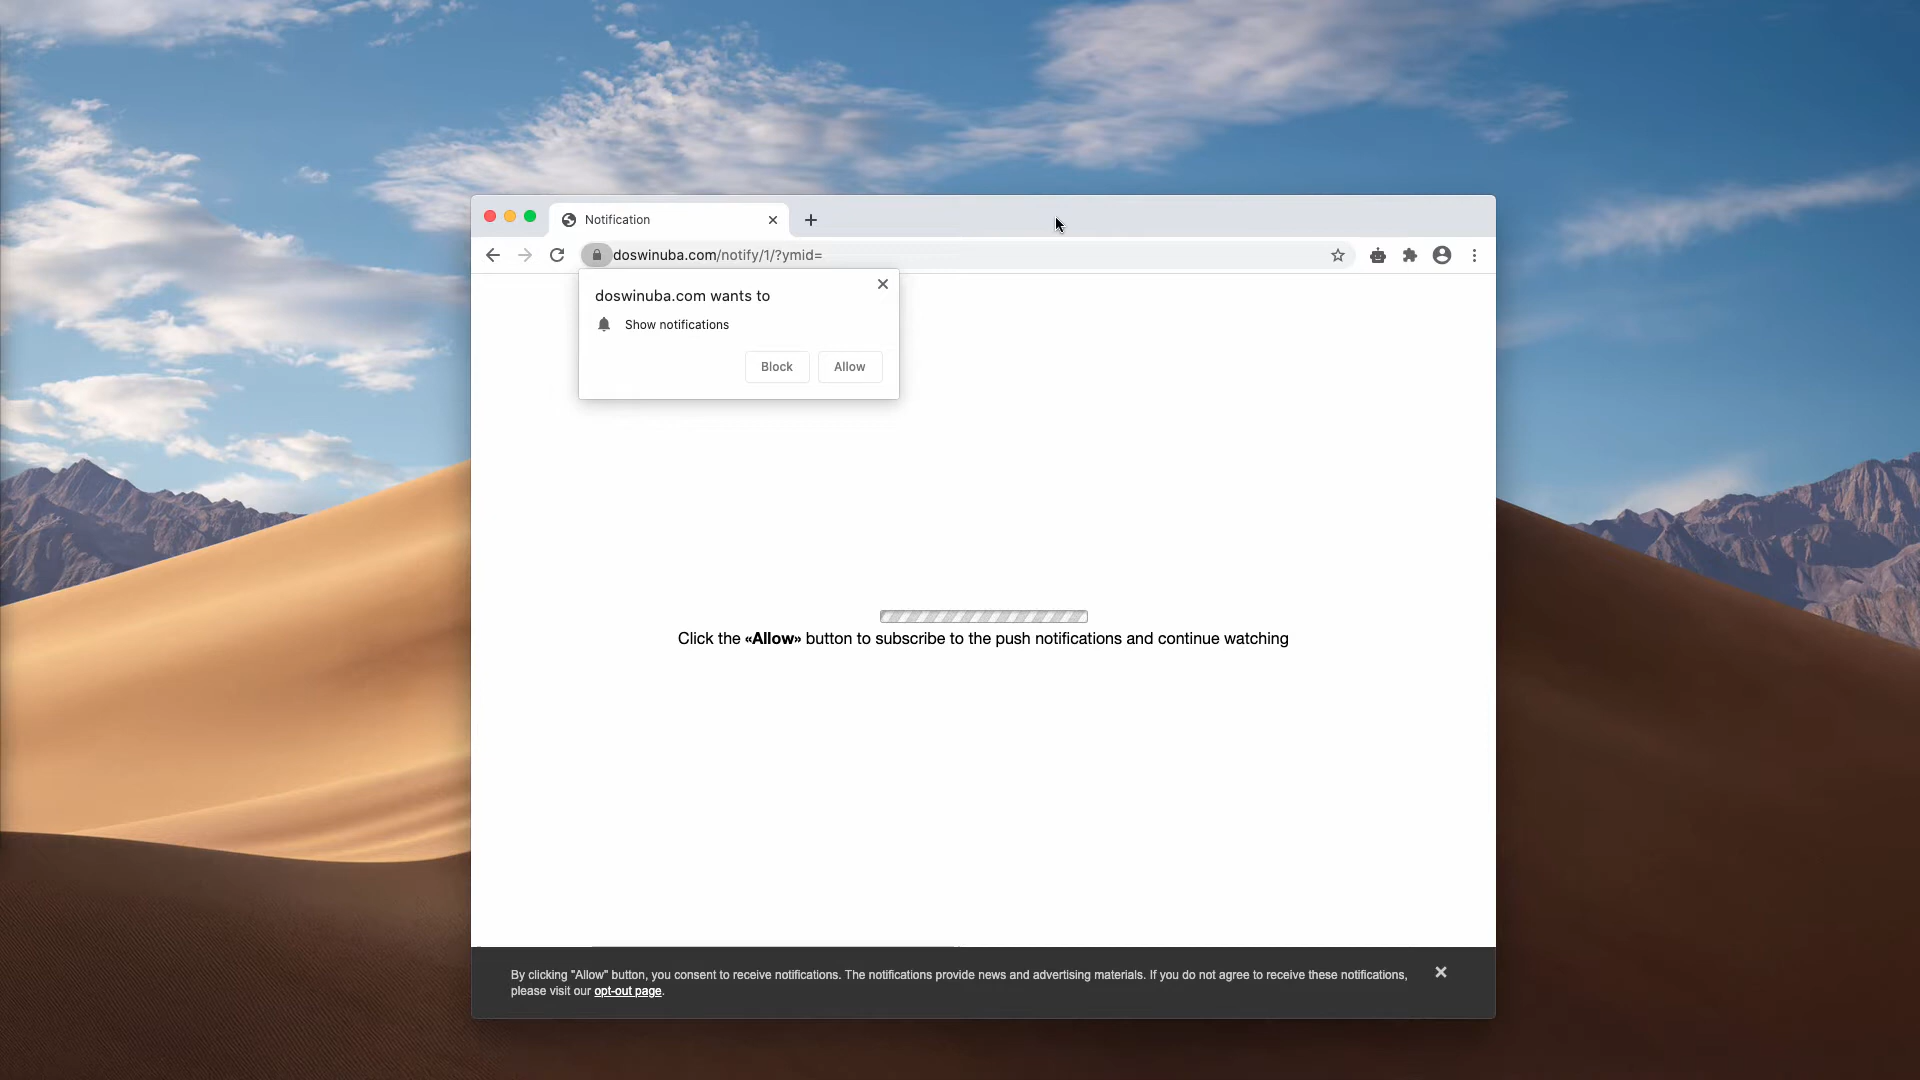 Notification
doswinuba.com/notify/1/?ymid=
doswinuba.com wants to
Show notifications
Block
Allow
Click the «Allow» button to subscribe to the push notifications and continue watching
By clicking "Allow" button, you consent to receive notifications. The notifications provide news and advertising materials. If you do not agree to receive these notifications,
please visit our opt-out page.